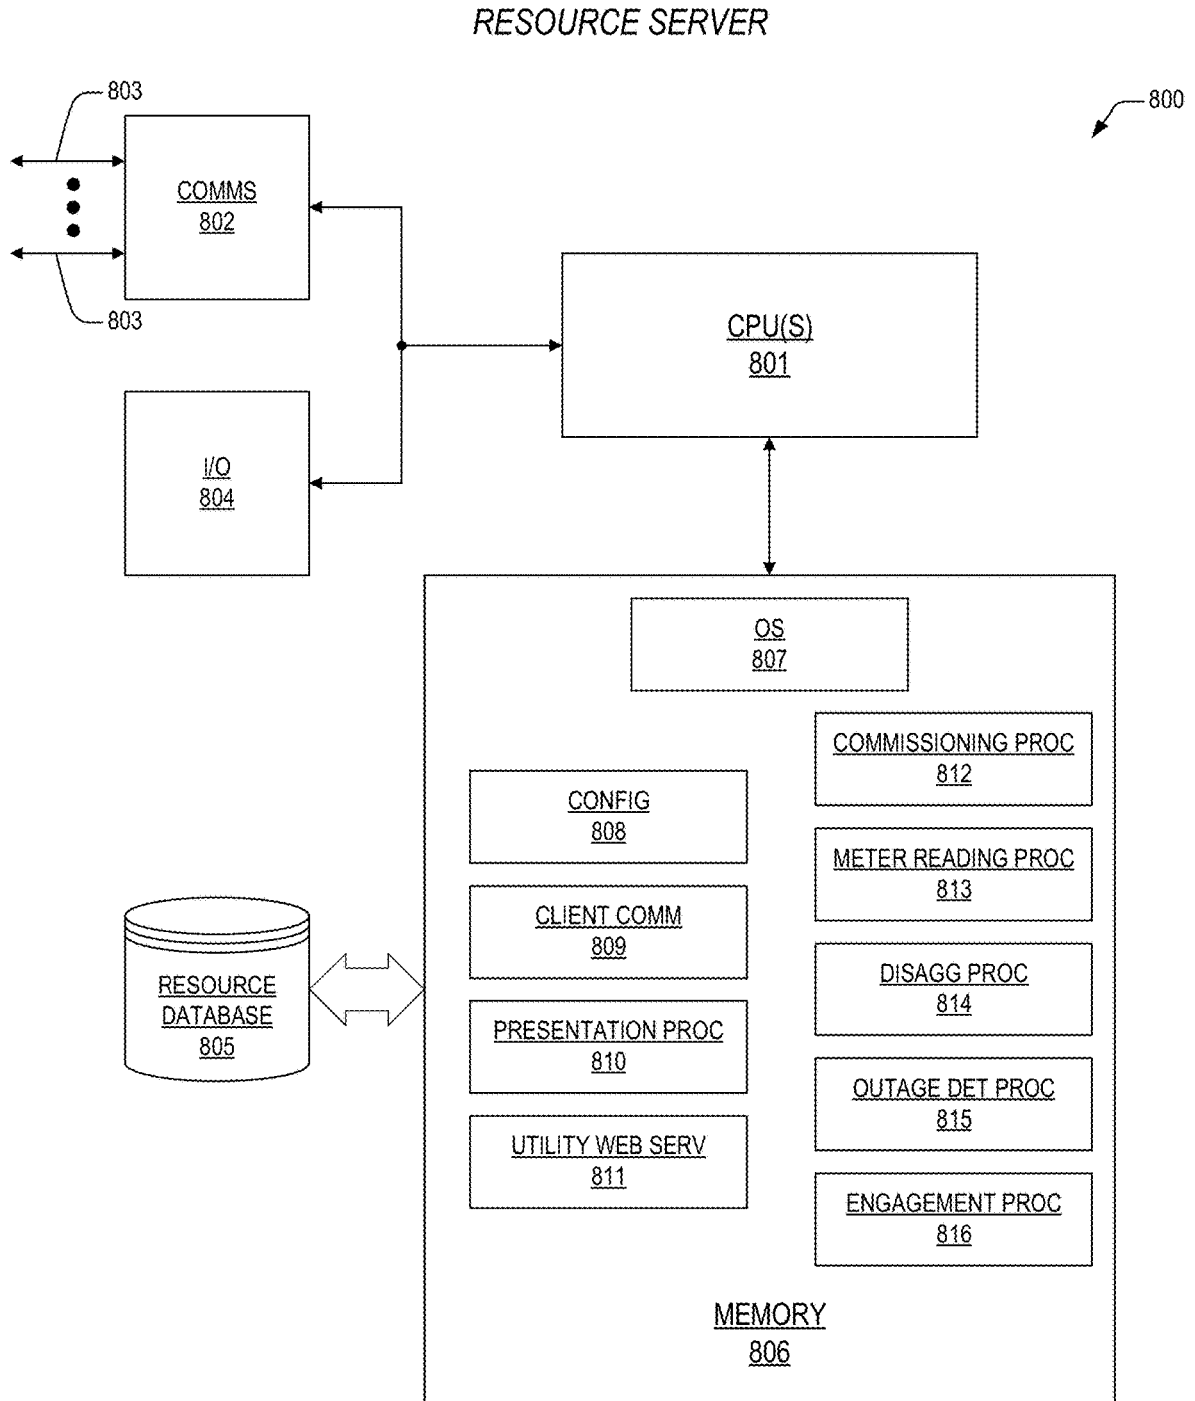 RESOURCE SERVER
803
800
COMMS
802
803
CPU(S)
801
I/O
804
OS
807
COMMISSIONING PROC
812
CONFIG
808
METER READING PROC
813
CLIENT COMM
809
DISAGG PROC
814
RESOURCE
DATABASE
805
PRESENTATION PROC
810
OUTAGE DET PROC
815
UTILITY WEB SERV
811
ENGAGEMENT PROC
816
MEMORY
806